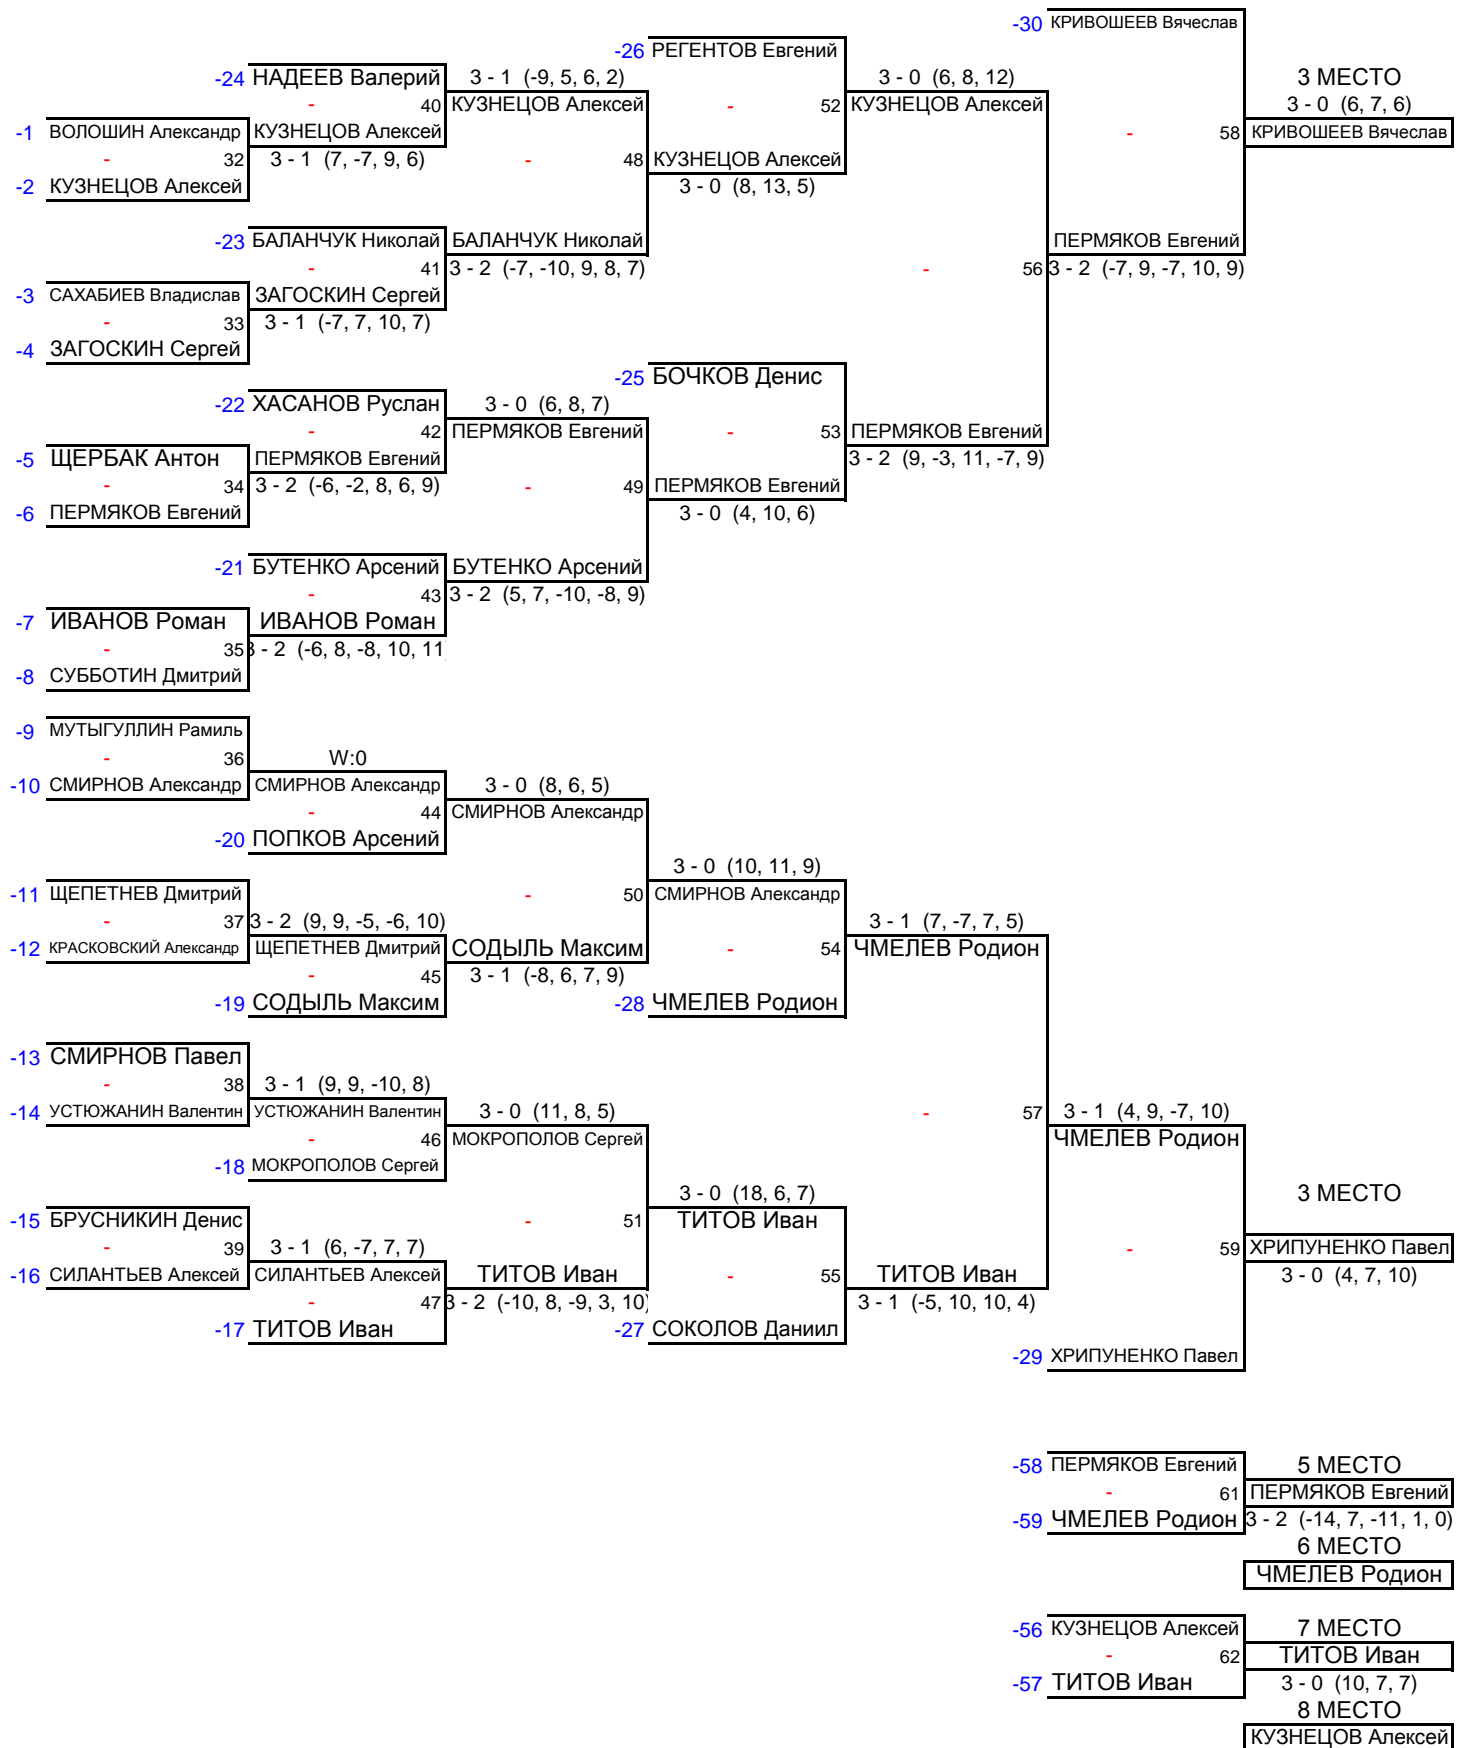 -30 КРИВОШЕЕВ Вячеслав
-26 РЕГЕНТОВ Евгений
-24 НАДЕЕВ Валерий 3 - 1 (-9, 5, 6, 2) 3 - 0 (6, 8, 12) 3 МЕСТО
- 40 КУЗНЕЦОВ Алексей - 52 КУЗНЕЦОВ Алексей 3 - 0 (6, 7, 6)
-1 ВОЛОШИН Александр КУЗНЕЦОВ Алексей - 58 КРИВОШЕЕВ Вячеслав
- 32 3 - 1 (7, -7, 9, 6) - 48 КУЗНЕЦОВ Алексей
-2 КУЗНЕЦОВ Алексей 3 - 0 (8, 13, 5)
-23 БАЛАНЧУК Николай БАЛАНЧУК Николай ПЕРМЯКОВ Евгений
- 41 3 - 2 (-7, -10, 9, 8, 7) - 56 3 - 2 (-7, 9, -7, 10, 9)
-3 САХАБИЕВ Владислав ЗАГОСКИН Сергей
- 33 3 - 1 (-7, 7, 10, 7)
-4 ЗАГОСКИН Сергей
-25 БОЧКОВ Денис
-22 ХАСАНОВ Руслан 3 - 0 (6, 8, 7)
- 42 ПЕРМЯКОВ Евгений - 53 ПЕРМЯКОВ Евгений
-5 ЩЕРБАК Антон ПЕРМЯКОВ Евгений 3 - 2 (9, -3, 11, -7, 9)
- 34 3 - 2 (-6, -2, 8, 6, 9) - 49 ПЕРМЯКОВ Евгений
-6 ПЕРМЯКОВ Евгений 3 - 0 (4, 10, 6)
-21 БУТЕНКО Арсений БУТЕНКО Арсений
- 43 3 - 2 (5, 7, -10, -8, 9)
-7 ИВАНОВ Роман ИВАНОВ Роман
- 35 3 - 2 (-6, 8, -8, 10, 11)
-8 СУББОТИН Дмитрий
-9 МУТЫГУЛЛИН Рамиль
- 36 W:0
-10 СМИРНОВ Александр СМИРНОВ Александр 3 - 0 (8, 6, 5)
- 44 СМИРНОВ Александр
-20 ПОПКОВ Арсений
3 - 0 (10, 11, 9)
-11 ЩЕПЕТНЕВ Дмитрий - 50 СМИРНОВ Александр
- 37 3 - 2 (9, 9, -5, -6, 10) 3 - 1 (7, -7, 7, 5)
-12 КРАСКОВСКИЙ Александр ЩЕПЕТНЕВ Дмитрий СОДЫЛЬ Максим - 54 ЧМЕЛЕВ Родион
- 45 3 - 1 (-8, 6, 7, 9)
-19 СОДЫЛЬ Максим -28 ЧМЕЛЕВ Родион
-13 СМИРНОВ Павел
- 38 3 - 1 (9, 9, -10, 8)
-14 УСТЮЖАНИН Валентин УСТЮЖАНИН Валентин 3 - 0 (11, 8, 5) - 57 3 - 1 (4, 9, -7, 10)
- 46 МОКРОПОЛОВ Сергей ЧМЕЛЕВ Родион
-18 МОКРОПОЛОВ Сергей
3 - 0 (18, 6, 7) 3 МЕСТО
-15 БРУСНИКИН Денис - 51 ТИТОВ Иван
- 39 3 - 1 (6, -7, 7, 7) - 59 ХРИПУНЕНКО Павел
-16 СИЛАНТЬЕВ Алексей СИЛАНТЬЕВ Алексей ТИТОВ Иван - 55 ТИТОВ Иван 3 - 0 (4, 7, 10)
- 47 3 - 2 (-10, 8, -9, 3, 10) 3 - 1 (-5, 10, 10, 4)
-17 ТИТОВ Иван -27 СОКОЛОВ Даниил
-29 ХРИПУНЕНКО Павел
-58 ПЕРМЯКОВ Евгений 5 МЕСТО
- 61 ПЕРМЯКОВ Евгений
-59 ЧМЕЛЕВ Родион 3 - 2 (-14, 7, -11, 1, 0)
6 МЕСТО
ЧМЕЛЕВ Родион
-56 КУЗНЕЦОВ Алексей 7 МЕСТО
- 62 ТИТОВ Иван
-57 ТИТОВ Иван 3 - 0 (10, 7, 7)
8 МЕСТО
КУЗНЕЦОВ Алексей